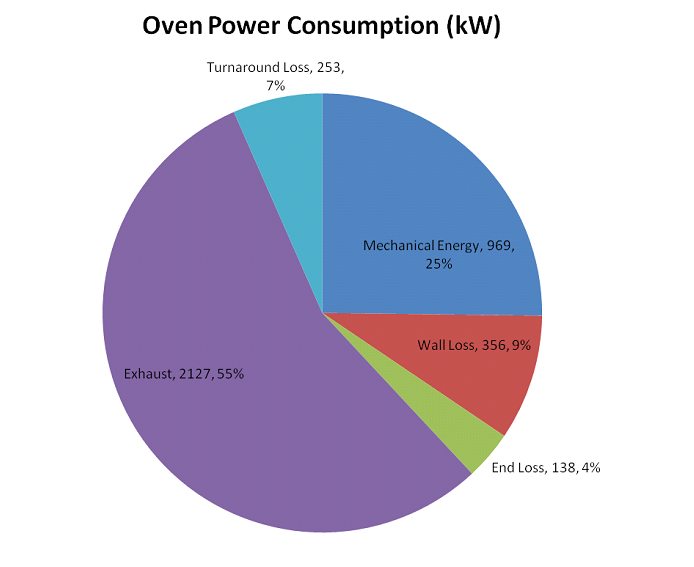 Oven Power Consumption (kW)
Turnaround Loss, 253,
7%
Mechanical Energy, 969,
25%
Wall Loss, 356, 9%
Exhaust, 2127, 55%
End Loss, 138, 4%